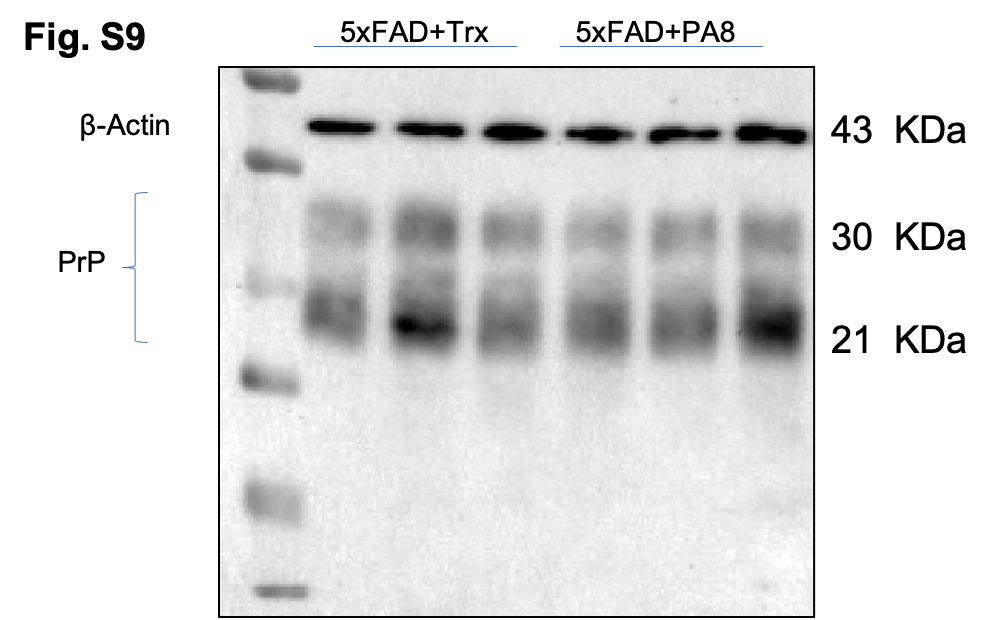 Fig. S9
5xFAD+Trx 5xFAD+PA8
β-Actin
43 KDa
30 KDa
PrP
21 KDa